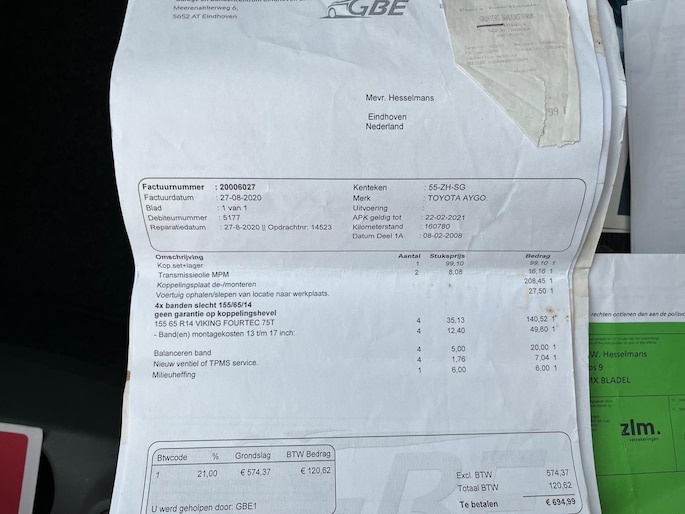 Meerenakkerweg 6,
5652 AT Eindhoven
GBE
Mevr. Hesselmans
Eindhoven
Nederland
Factuurnummer : 20006027
Factuurdatum : 27-08-2020
Blad : 1 van 1
Debiteurnummer : 5177
Reparatiedatum : 27-8-2020 || Opdrachtnr: 14523
Kenteken : 55-ZH-SG
Merk : TOYOTA AYGO
Uitvoering :
APK geldig tot : 22-02-2021
Kilometerstand : 160780
Datum Deel 1A : 08-02-2008
Omschrijving Aantal Stuksprijs Bedrag
Kop.set+lager 1 99,10 99,10 1
Transmissieolie MPM 2 8,08 16,16 1
Koppelingsplaat de-/monteren 208,45 1
Voertuig ophalen/slepen van locatie naar werkplaats. 27,50 1
4x banden slecht 155/65/14
geen garantie op koppelingshevel
155 65 R14 VIKING FOURTEC 75T 4 35,13 140,52 1
- Band(en) montagekosten 13 t/m 17 inch: 4 12,40 49,60 1
Balanceren band 4 5,00 20,00 1
Nieuw ventiel of TPMS service. 4 1,76 7,04 1
Milieuheffing 1 6,00 6,00 1
Btwcode % Grondslag BTW Bedrag
1 21,00 € 574,37 € 120,62
U werd geholpen door: GBE1
Excl. BTW 574,37
Totaal BTW 120,62
Te betalen € 694,99
rechten ontlenen dan aan de
.W. Hesselmans
os 9
MX BLADEL
zlm.
verzekeringen